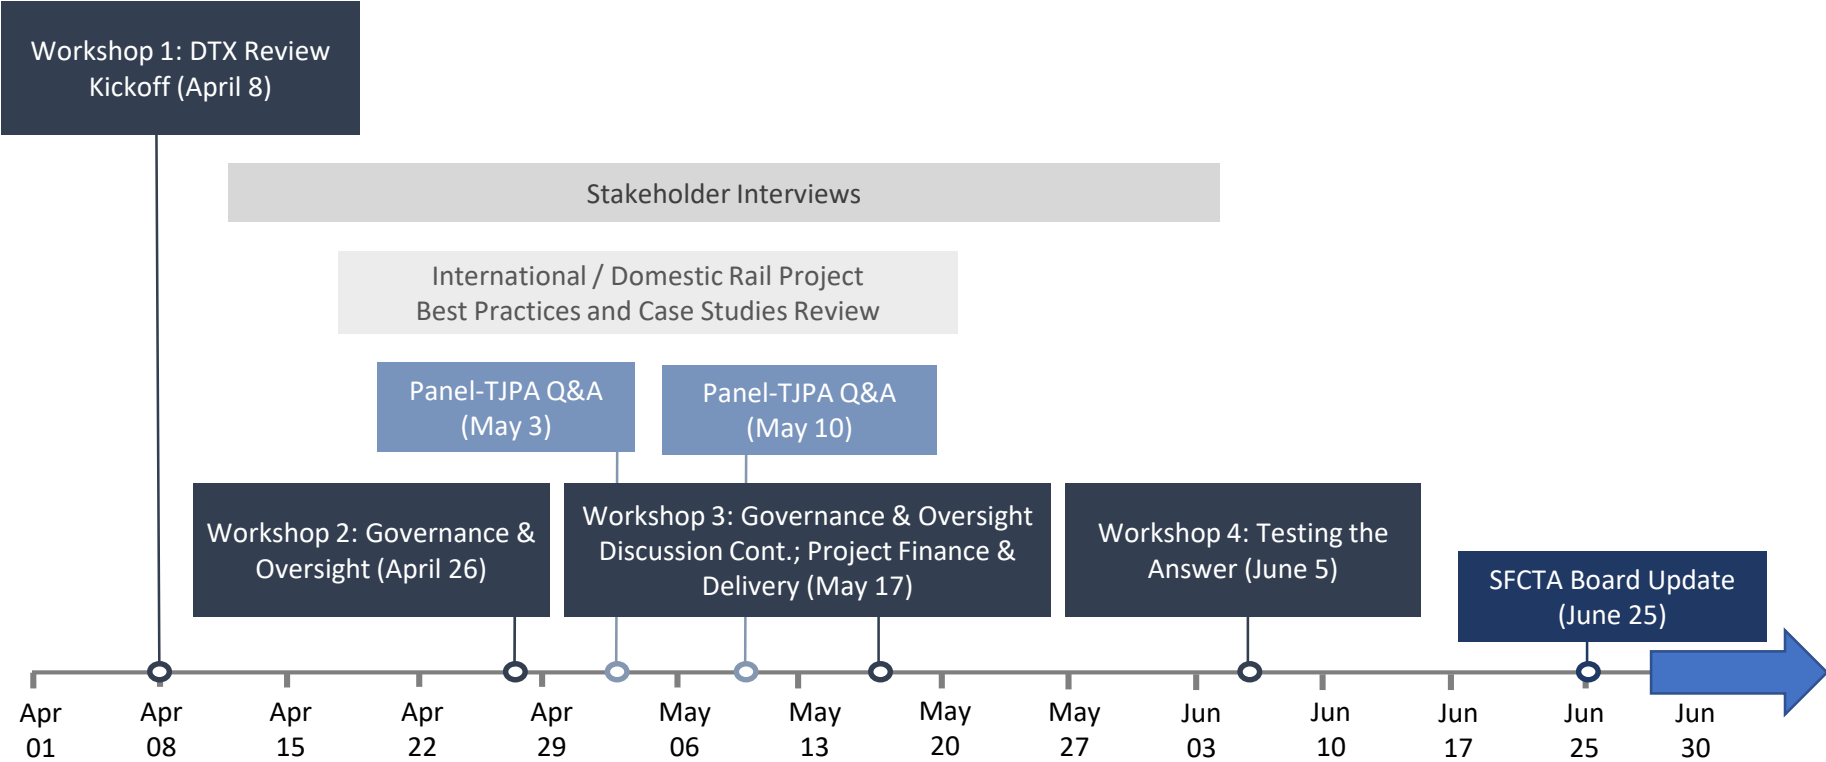 Workshop 1: DTX Review
Kickoff (April 8)
Stakeholder Interviews
International / Domestic Rail Project
Best Practices and Case Studies Review
Panel-TJPA Q&A
(May 3)
Panel-TJPA Q&A
(May 10)
Workshop 2: Governance &
Oversight (April 26)
Workshop 3: Governance & Oversight
Discussion Cont.; Project Finance &
Delivery (May 17)
Workshop 4: Testing the
Answer (June 5)
SFCTA Board Update
(June 25)
Apr
01
Apr
08
Apr
15
Apr
22
Apr
29
May
06
May
13
May
20
May
27
Jun
03
Jun
10
Jun
17
Jun
25
Jun
30